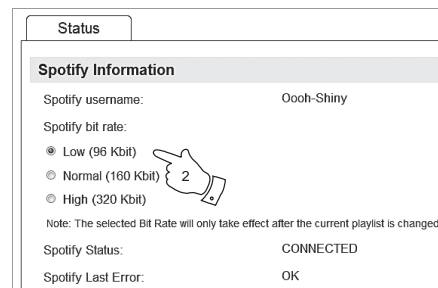 Status
Spotify Information
Spotify username: Oooh-Shiny
Spotify bit rate:
Low (96 Kbit)
Normal (160 Kbit) 2
High (320 Kbit)
Note: The selected Bit Rate will only take effect after the current playlist is changed
Spotify Status: CONNECTED
Spotify Last Error: OK